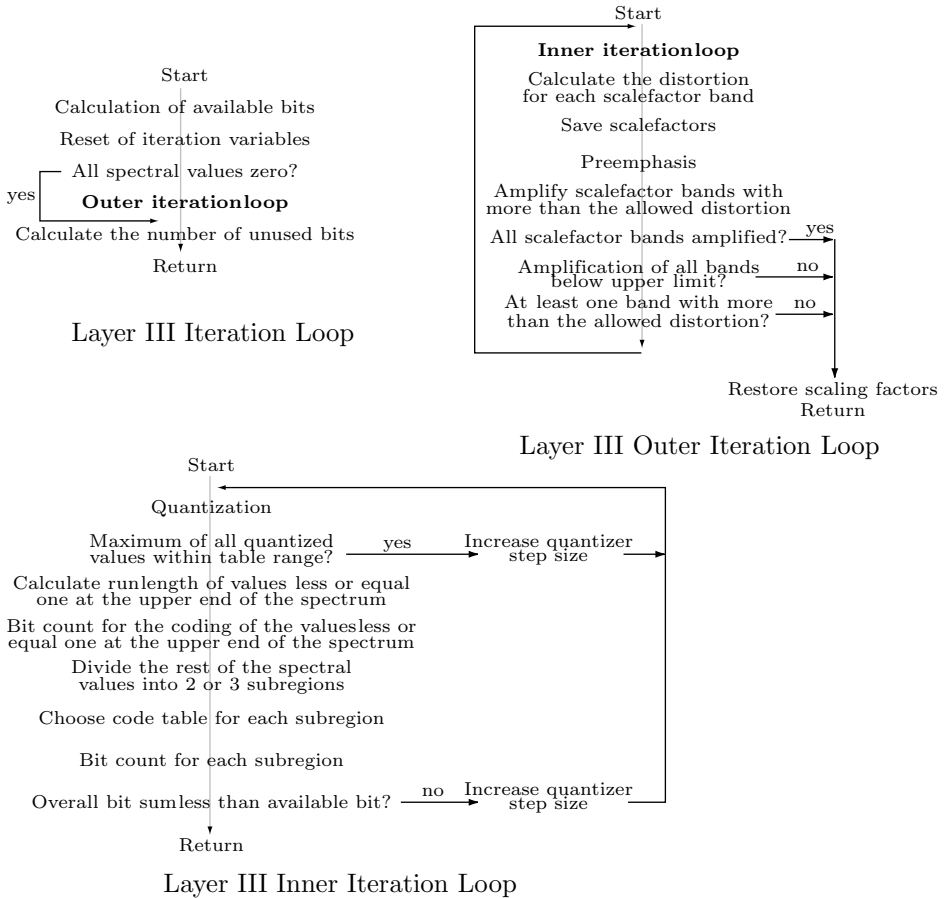 Start
Calculation of available bits
Reset of iteration variables
All spectral values zero?
yes
Outer iterationloop
Calculate the number of unused bits
Return
Layer III Iteration Loop
Start
Inner iterationloop
Calculate the distortion
for each scalefactor band
Save scalefactors
Preemphasis
Amplify scalefactor bands with
more than the allowed distortion
All scalefactor bands amplified?
yes
Amplification of all bands
below upper limit?
no
At least one band with more
than the allowed distortion?
no
Restore scaling factors
Return
Layer III Outer Iteration Loop
Start
Quantization
Maximum of all quantized
values within table range?
yes
Increase quantizer
step size
Calculate runlength of values less or equal
one at the upper end of the spectrum
Bit count for the coding of the valuesless or
equal one at the upper end of the spectrum
Divide the rest of the spectral
values into 2 or 3 subregions
Choose code table for each subregion
Bit count for each subregion
Overall bit sumless than available bit?
no
Increase quantizer
step size
Return
Layer III Inner Iteration Loop